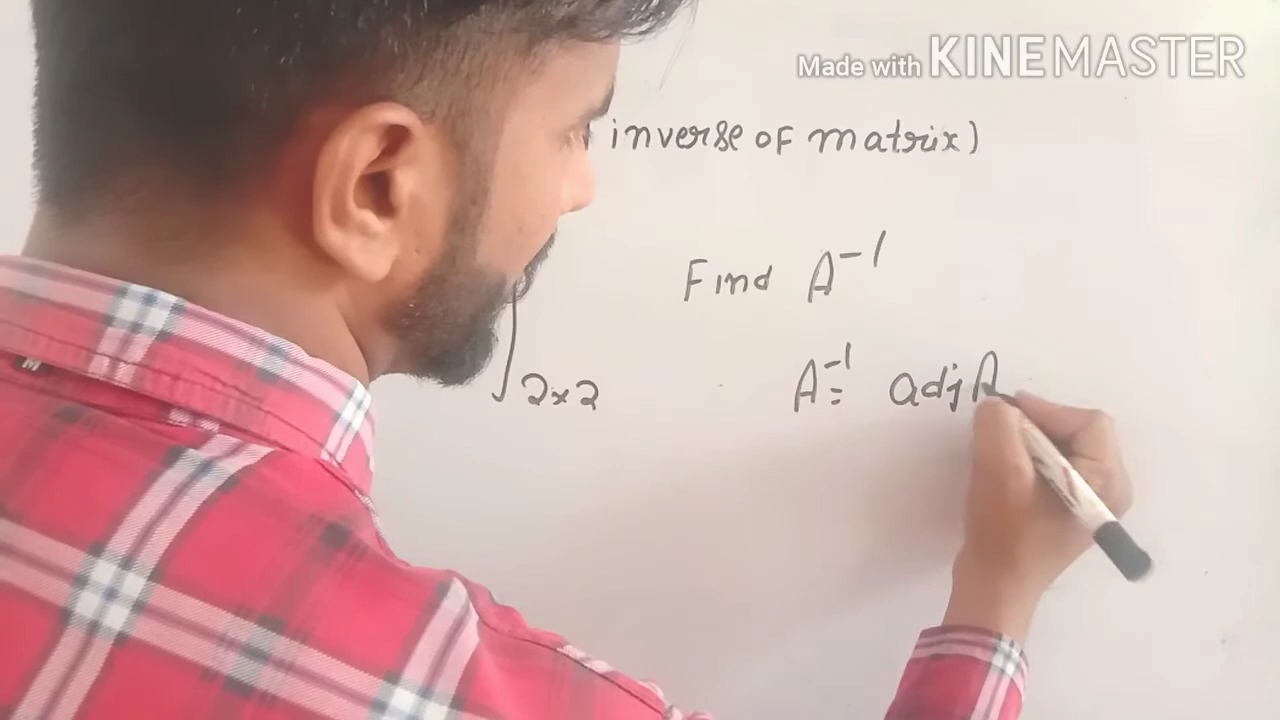 Made with KINEMASTER
inverse of matrix)
Find A⁻¹
2×2
A⁻¹= adj A